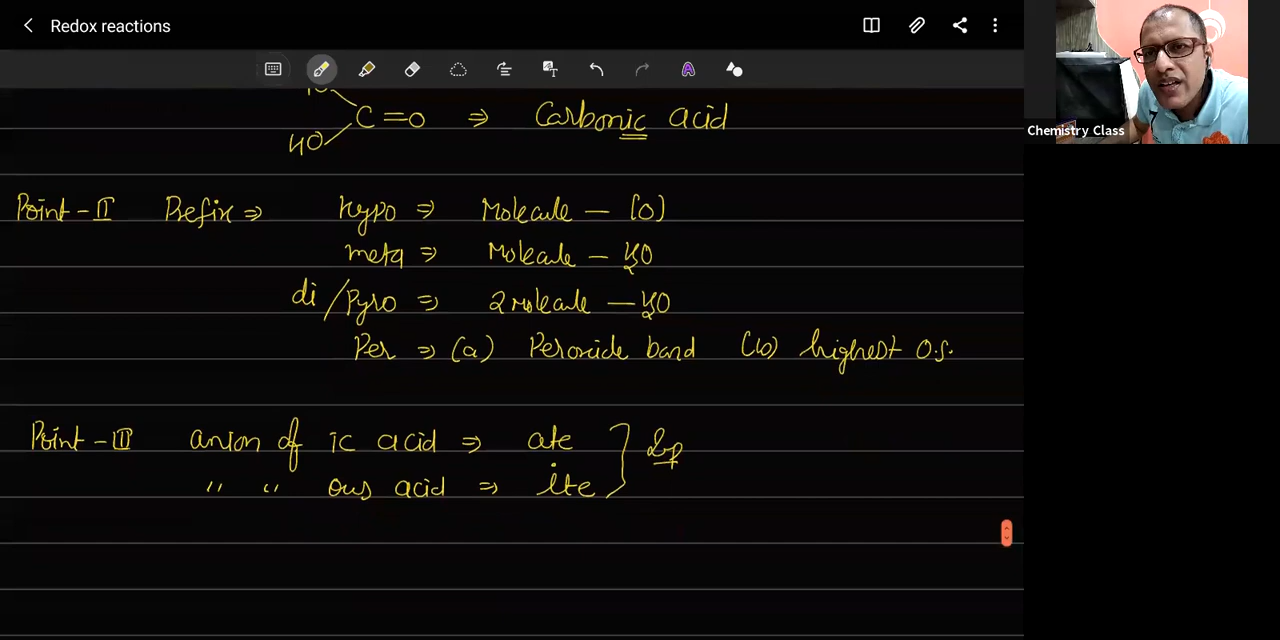 Redox reactions
Chemistry Class
HO
C=O ⇒ Carbonic acid
HO
Point-II Prefix ⇒ hypo ⇒ Molecule - [O]
meta ⇒ Molecule - H2O
di/Pyro ⇒ 2 Molecule - H2O
Per ⇒ (a) Peroxide bond (b) highest O.S.
Point-III anion of ic acid ⇒ ate
" " ous acid ⇒ ite } Imp